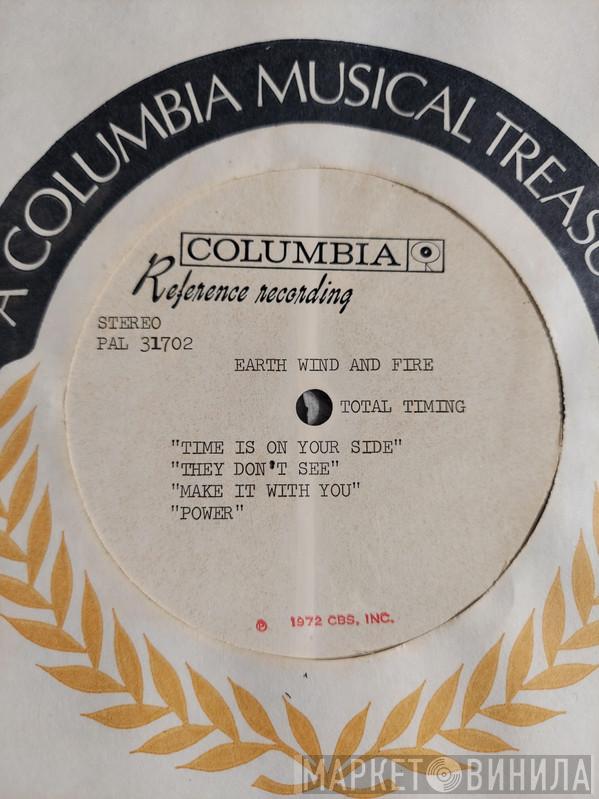 A COLUMBIA MUSICAL TREASU
COLUMBIA
Reference recording
STEREO
PAL 31702
EARTH WIND AND FIRE
TOTAL TIMING
"TIME IS ON YOUR SIDE"
"THEY DON'T SEE"
"MAKE IT WITH YOU"
"POWER"
℗ 1972 CBS, INC.
МАРКЕТ ВИНИЛА